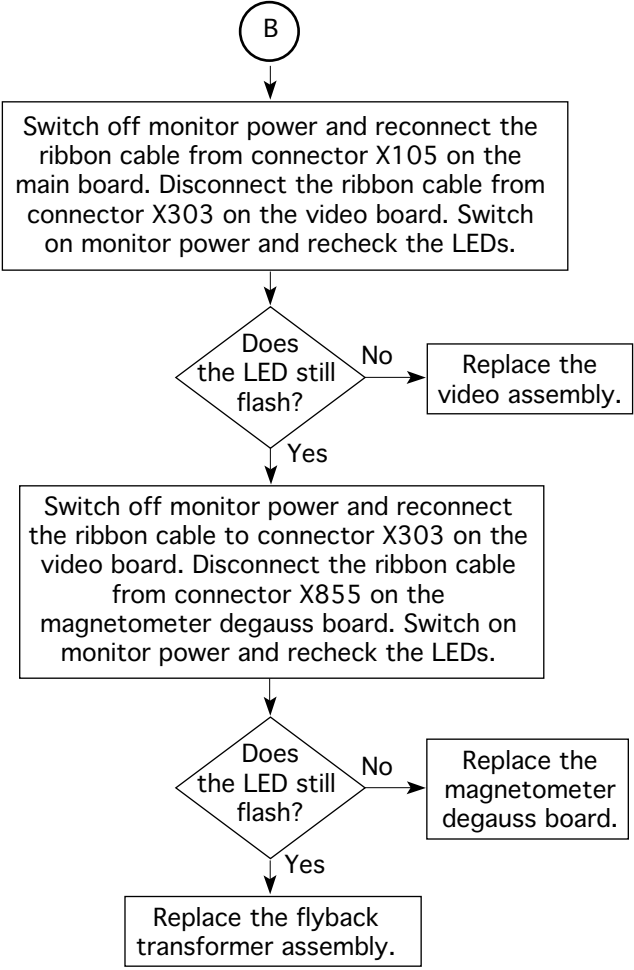 B
Switch off monitor power and reconnect the
ribbon cable from connector X105 on the
main board. Disconnect the ribbon cable from
connector X303 on the video board. Switch
on monitor power and recheck the LEDs.
Does
the LED still
flash?
No
Replace the
video assembly.
Yes
Switch off monitor power and reconnect
the ribbon cable to connector X303 on the
video board. Disconnect the ribbon cable
from connector X855 on the
magnetometer degauss board. Switch on
monitor power and recheck the LEDs.
Does
the LED still
flash?
No
Replace the
magnetometer
degauss board.
Yes
Replace the flyback
transformer assembly.